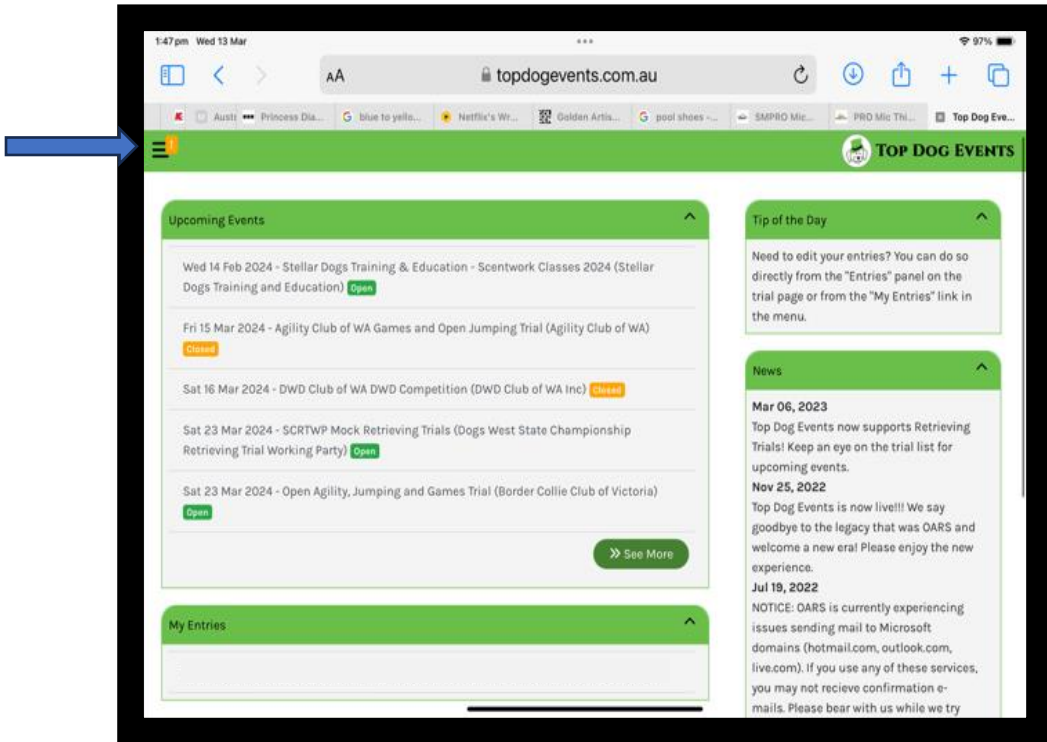 1:47 pm Wed 13 Mar
97%
AA
topdogevents.com.au
K
Austr
Princess Dia...
G blue to yello...
Netflix's Wr...
Golden Artis...
G pool shoes -...
SMPRO Mic...
PRO Mic Thi...
Top Dog Eve...
!
TOP DOG EVENTS
Upcoming Events
Wed 14 Feb 2024 - Stellar Dogs Training & Education - Scentwork Classes 2024 (Stellar
Dogs Training and Education) Open
Fri 15 Mar 2024 - Agility Club of WA Games and Open Jumping Trial (Agility Club of WA)
Closed
Sat 16 Mar 2024 - DWD Club of WA DWD Competition (DWD Club of WA Inc) Closed
Sat 23 Mar 2024 - SCRTWP Mock Retrieving Trials (Dogs West State Championship
Retrieving Trial Working Party) Open
Sat 23 Mar 2024 - Open Agility, Jumping and Games Trial (Border Collie Club of Victoria)
Open
See More
My Entries
Tip of the Day
Need to edit your entries? You can do so
directly from the "Entries" panel on the
trial page or from the "My Entries" link in
the menu.
News
Mar 06, 2023
Top Dog Events now supports Retrieving
Trials! Keep an eye on the trial list for
upcoming events.
Nov 25, 2022
Top Dog Events is now live!!! We say
goodbye to the legacy that was OARS and
welcome a new era! Please enjoy the new
experience.
Jul 19, 2022
NOTICE: OARS is currently experiencing
issues sending mail to Microsoft
domains (hotmail.com, outlook.com,
live.com). If you use any of these services,
you may not recieve confirmation e-
mails. Please bear with us while we try